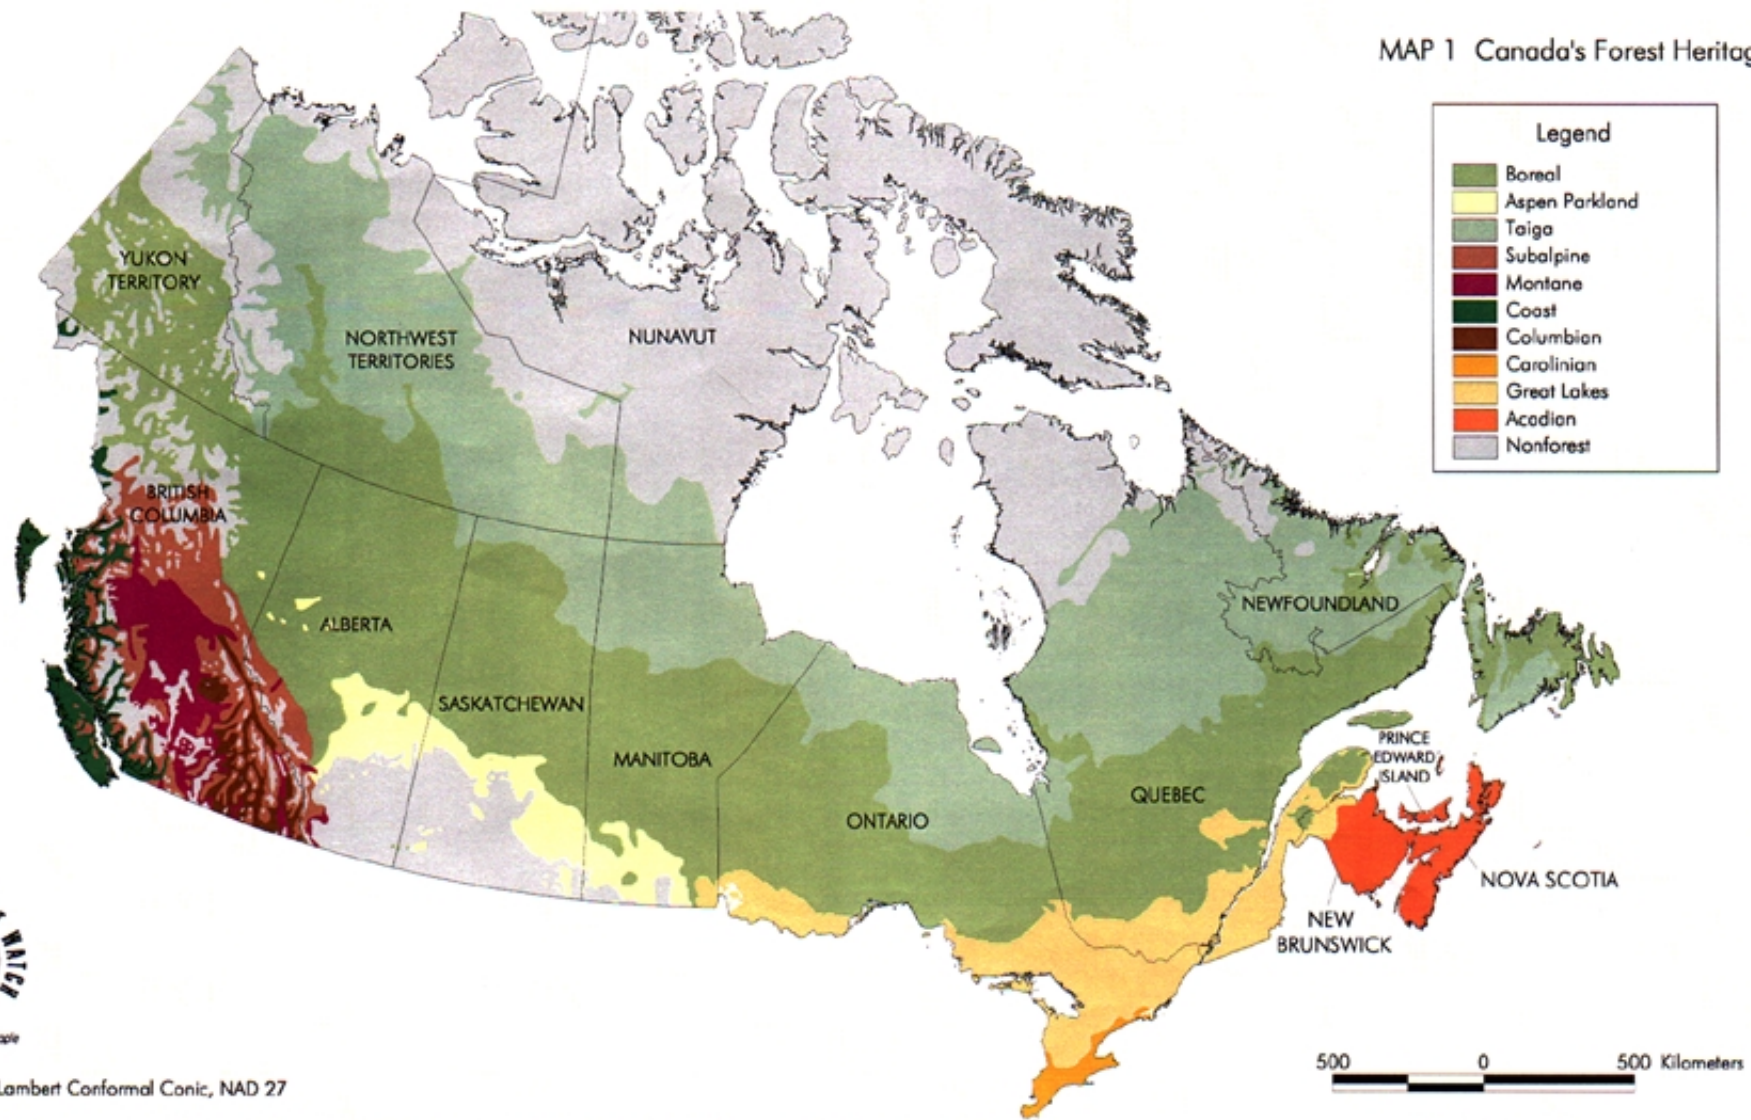 MAP 1 Canada's Forest Heritag
Legend
Boreal
Aspen Parkland
Taiga
Subalpine
Montane
Coast
Columbian
Carolinian
Great Lakes
Acadian
Nonforest
YUKON
TERRITORY
NORTHWEST
TERRITORIES
NUNAVUT
BRITISH
COLUMBIA
ALBERTA
SASKATCHEWAN
MANITOBA
ONTARIO
QUEBEC
NEWFOUNDLAND
PRINCE
EDWARD
ISLAND
NOVA SCOTIA
NEW
BRUNSWICK
WATCH
Lambert Conformal Conic, NAD 27
500 0 500 Kilometers